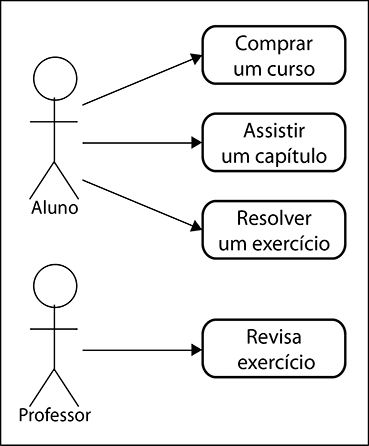 Comprar
um curso
Assistir
um capítulo
Aluno
Resolver
um exercício
Revisa
exercício
Professor